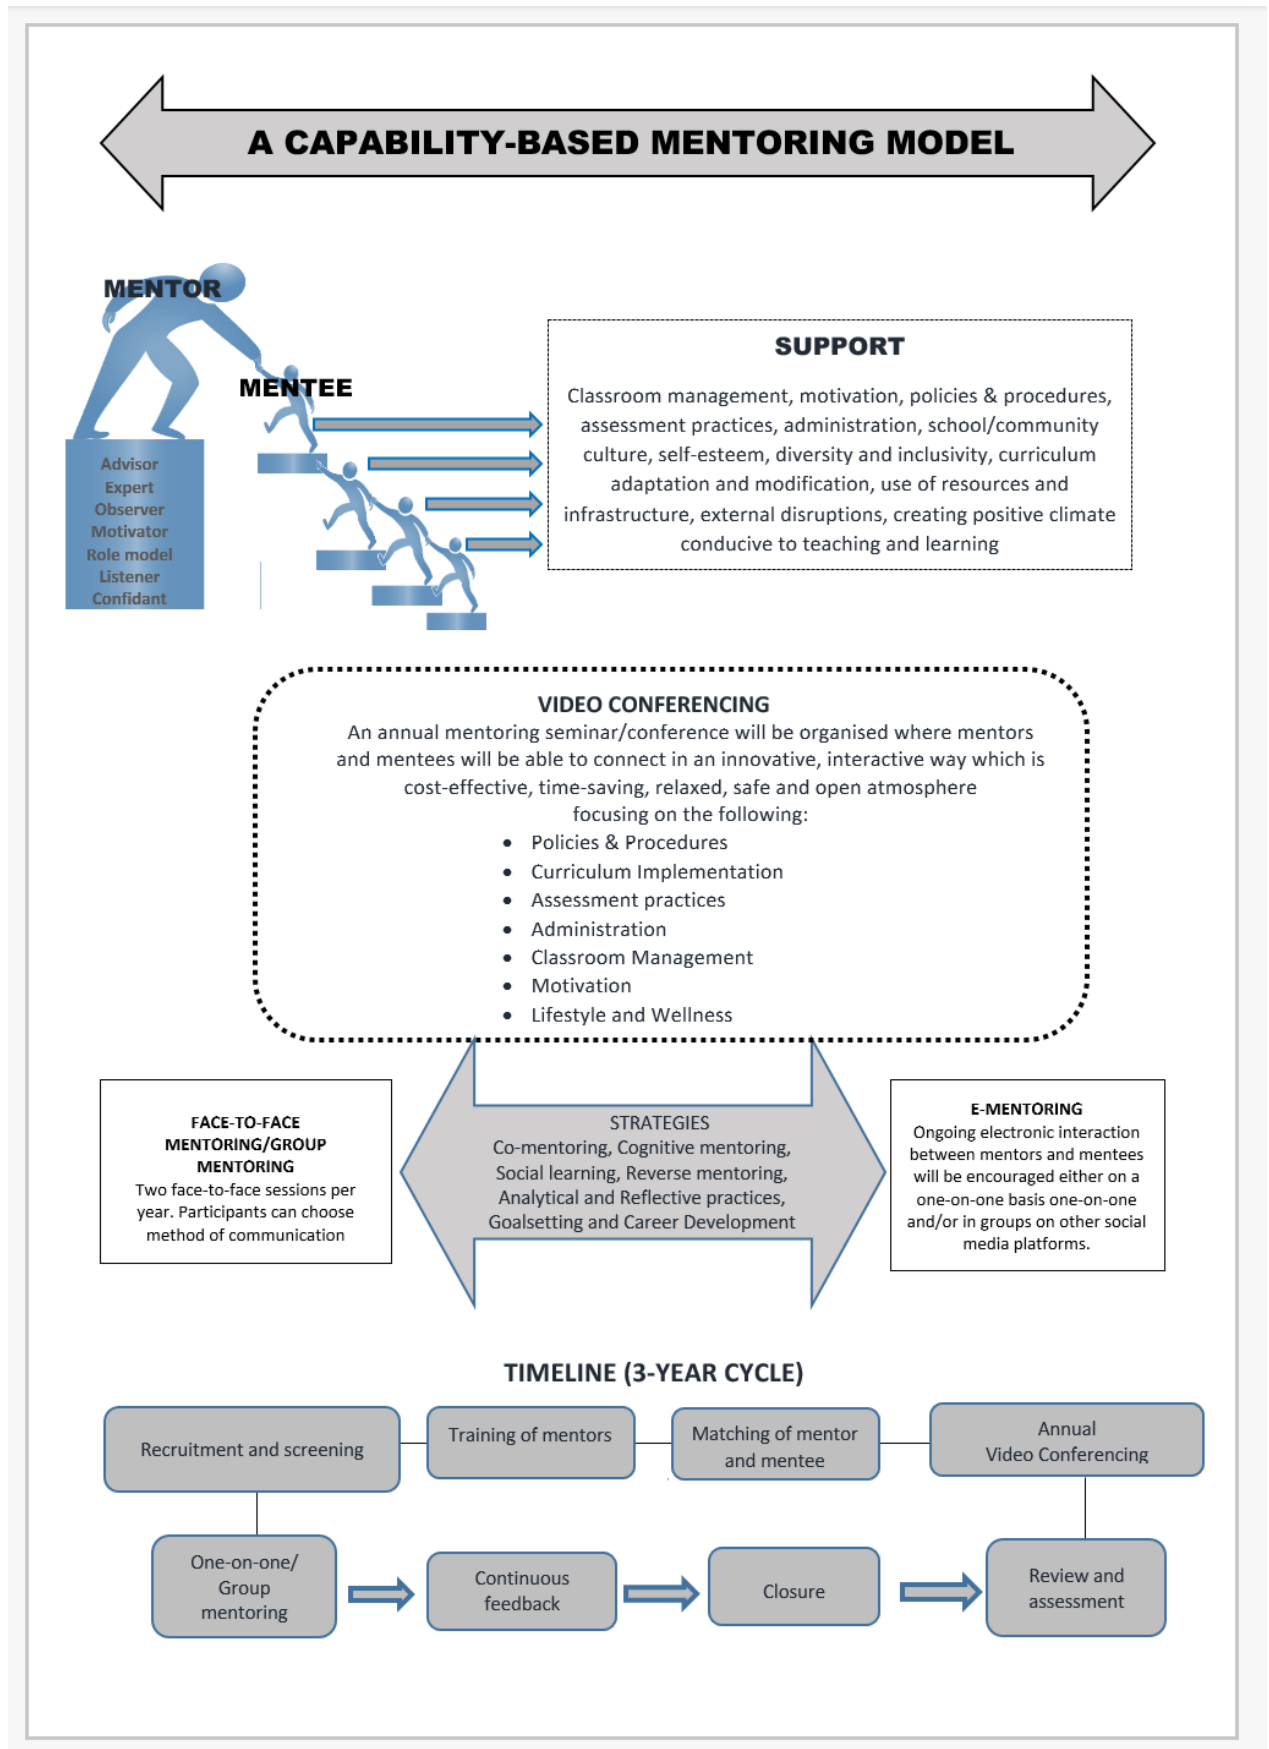 A CAPABILITY-BASED MENTORING MODEL
MENTOR
MENTEE
Advisor
Expert
Observer
Motivator
Role model
Listener
Confidant
SUPPORT
Classroom management, motivation, policies & procedures,
assessment practices, administration, school/community
culture, self-esteem, diversity and inclusivity, curriculum
adaptation and modification, use of resources and
infrastructure, external disruptions, creating positive climate
conducive to teaching and learning
VIDEO CONFERENCING
An annual mentoring seminar/conference will be organised where mentors
and mentees will be able to connect in an innovative, interactive way which is
cost-effective, time-saving, relaxed, safe and open atmosphere
focusing on the following:
• Policies & Procedures
• Curriculum Implementation
• Assessment practices
• Administration
• Classroom Management
• Motivation
• Lifestyle and Wellness
FACE-TO-FACE
MENTORING/GROUP
MENTORING
Two face-to-face sessions per
year. Participants can choose
method of communication
STRATEGIES
Co-mentoring, Cognitive mentoring,
Social learning, Reverse mentoring,
Analytical and Reflective practices,
Goalsetting and Career Development
E-MENTORING
Ongoing electronic interaction
between mentors and mentees
will be encouraged either on a
one-on-one basis one-on-one
and/or in groups on other social
media platforms.
TIMELINE (3-YEAR CYCLE)
Recruitment and screening
Training of mentors
Matching of mentor
and mentee
Annual
Video Conferencing
One-on-one/
Group
mentoring
Continuous
feedback
Closure
Review and
assessment